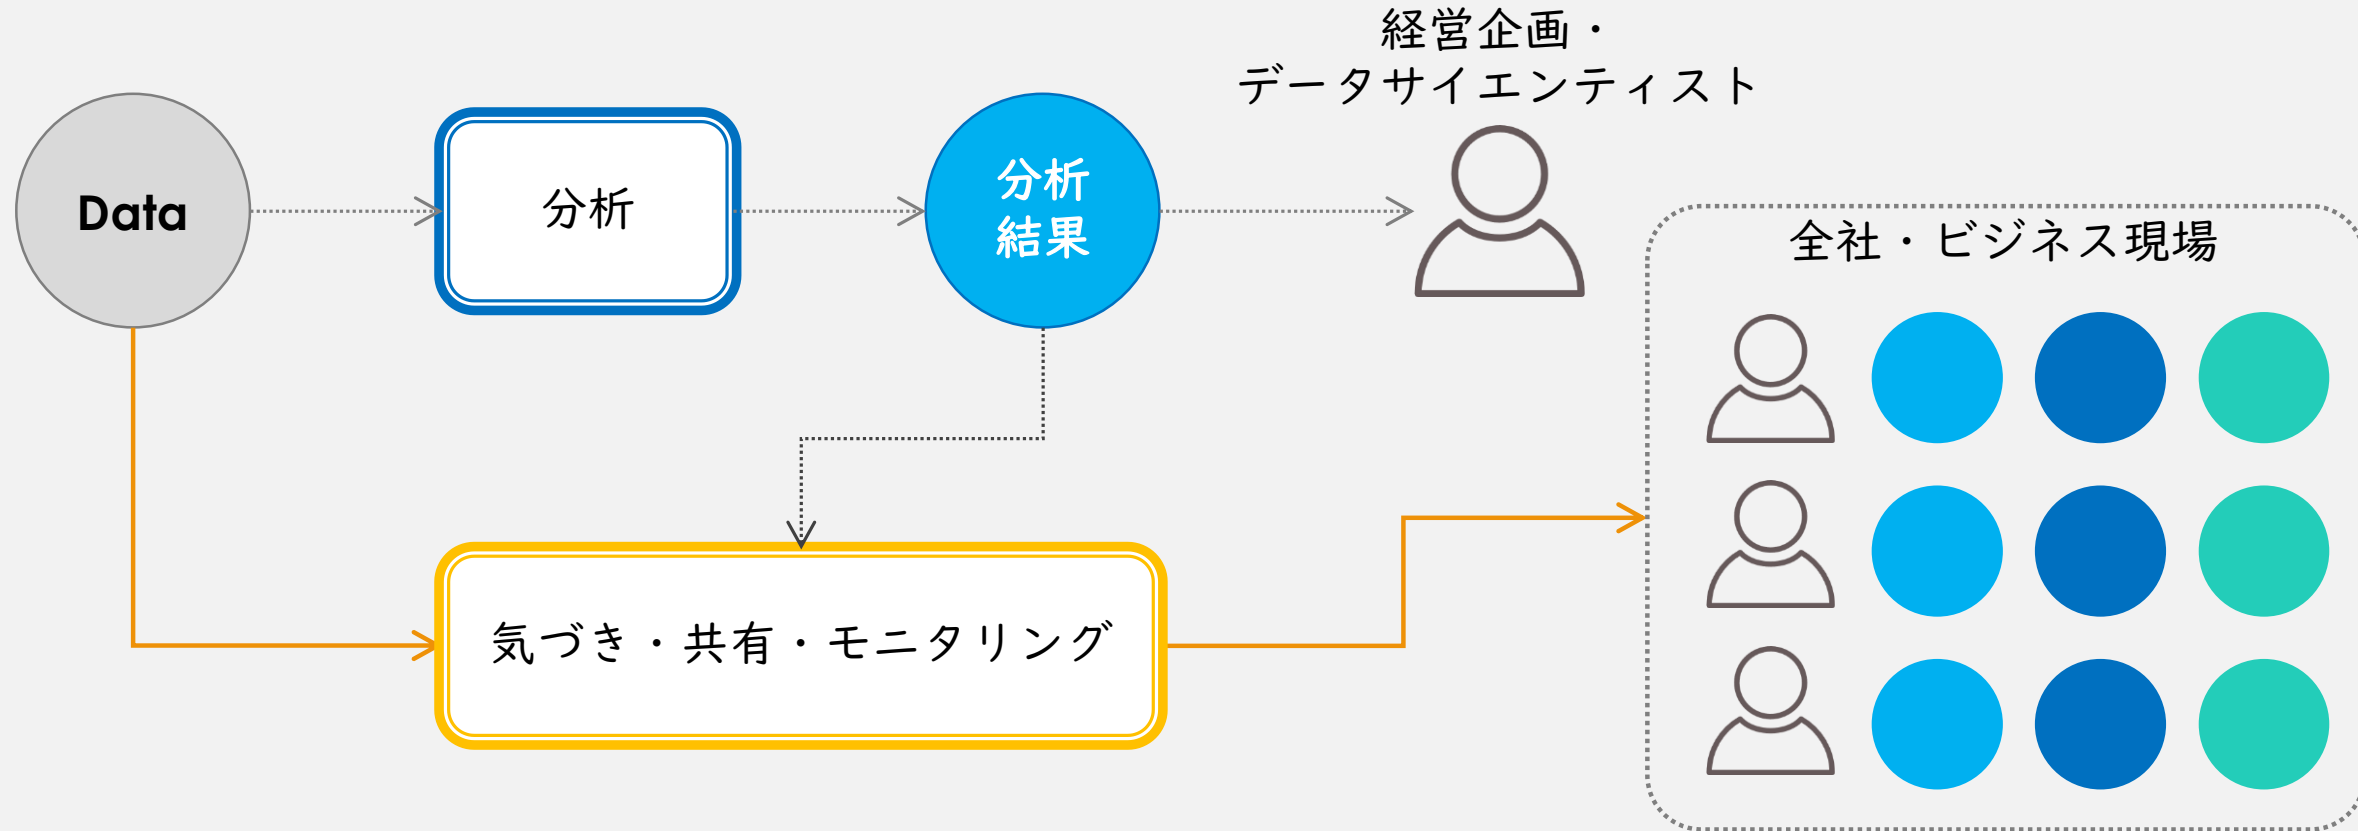 経営企画・
データサイエンティスト
Data
分析
分析
結果
全社・ビジネス現場
気づき・共有・モニタリング